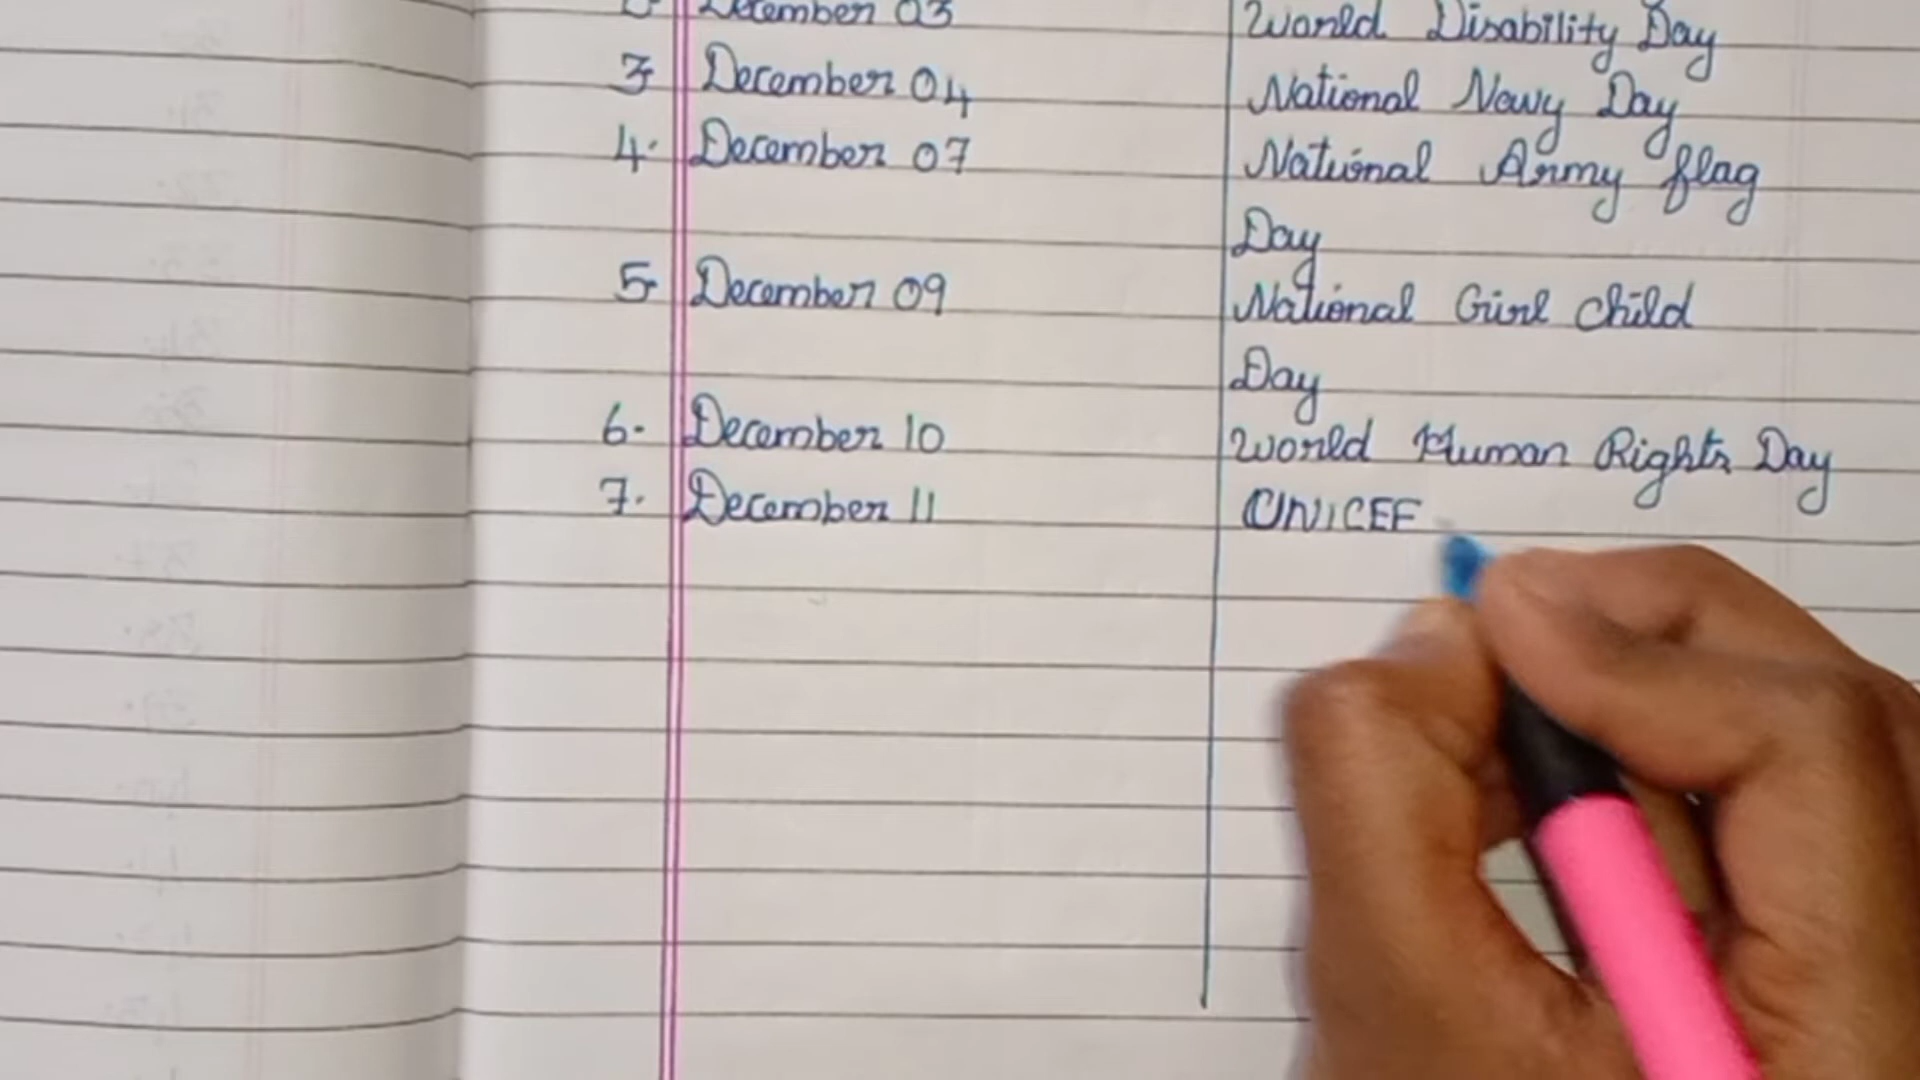 December 03 World Disability Day
3. December 04 National Navy Day
4. December 07 National Army flag
Day
5. December 09 National Girl child
Day
6. December 10 World Human Rights Day
7. December 11 UNICEF